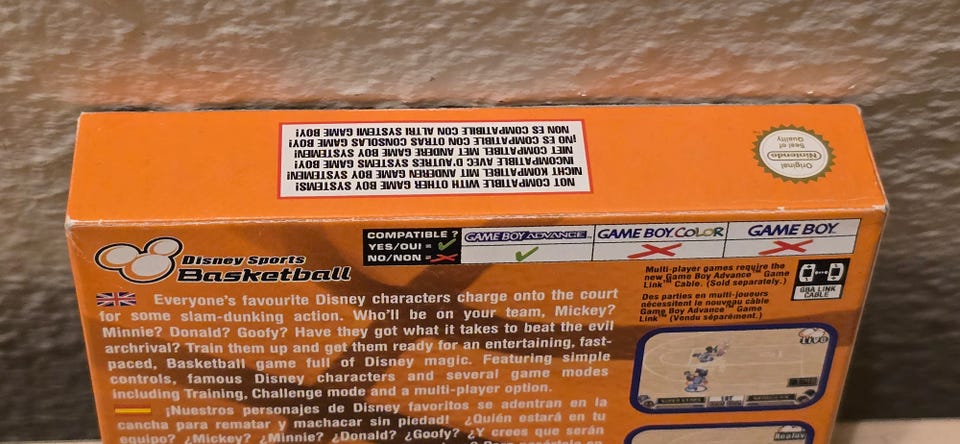 NOT COMPATIBLE WITH OTHER GAME BOY SYSTEMS!
NICHT KOMPATIBEL MIT ANDEREN GAME BOY SYSTEMEN!
INCOMPATIBLE AVEC D'AUTRES SYSTEMES GAME BOY!
NIET COMPATIBEL MET ANDERE GAME BOY SYSTEMEN!
¡NO ES COMPATIBLE CON OTRAS CONSOLAS GAME BOY!
NON ES COMPATIBILE CON ALTRI SYSTEMI GAME BOY!
Original
Nintendo
Seal of
Quality
COMPATIBLE ?
YES/OUI =
NO/NON =
GAME BOY ADVANCE
GAME BOY COLOR
GAME BOY
Disney Sports
Basketball
Multi-player games require the
new Game Boy Advance™ Game
Link™ Cable. (Sold separately.)
Des parties en multi-joueurs
nécessitent le nouveau câble
Game Boy Advance™ Game
Link™ (Vendu séparément.)
GBA LINK
CABLE
Everyone's favourite Disney characters charge onto the court
for some slam-dunking action. Who'll be on your team, Mickey?
Minnie? Donald? Goofy? Have they got what it takes to beat the evil
archrival? Train them up and get them ready for an entertaining, fast-
paced, Basketball game full of Disney magic. Featuring simple
controls, famous Disney characters and several game modes
including Training, Challenge mode and a multi-player option.
¡Nuestros personajes de Disney favoritos se adentran en la
cancha para rematar y machacar sin piedad! ¿Quién estará en tu
equipo? ¿Mickey? ¿Minnie? ¿Donald? ¿Goofy? ¿Y crees que serán
LIVE